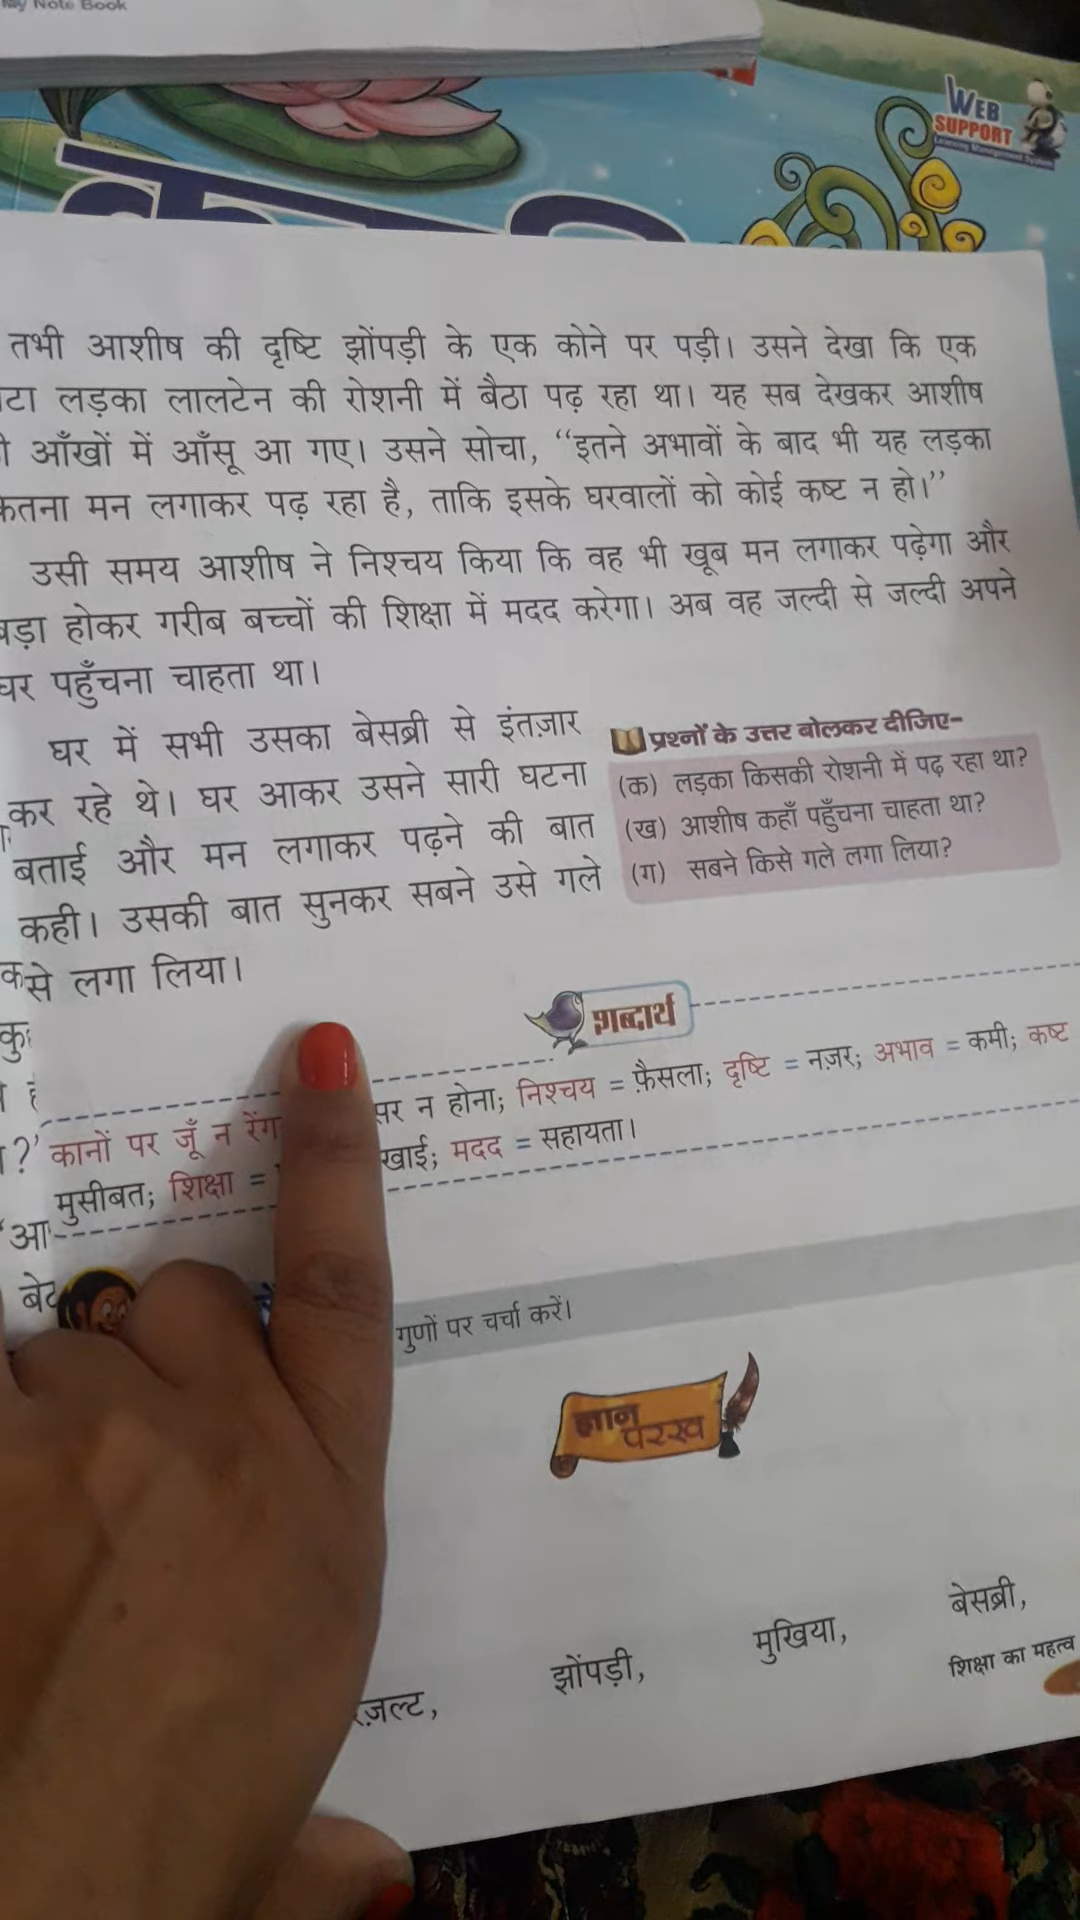 Note Book
WEB
SUPPORT
Learning Management System
तभी आशीष की दृष्टि झोंपड़ी के एक कोने पर पड़ी। उसने देखा कि एक
लड़का लालटेन की रोशनी में बैठा पढ़ रहा था। यह सब देखकर आशीष
आँखों में आँसू आ गए। उसने सोचा, “इतने अभावों के बाद भी यह लड़का
मन लगाकर पढ़ रहा है, ताकि इसके घरवालों को कोई कष्ट न हो।”
उसी समय आशीष ने निश्चय किया कि वह भी खूब मन लगाकर पढ़ेगा और
होकर गरीब बच्चों की शिक्षा में मदद करेगा। अब वह जल्दी से जल्दी अपने
घर पहुँचना चाहता था।
घर में सभी उसका बेसब्री से इंतज़ार
कर रहे थे। घर आकर उसने सारी घटना
बताई और मन लगाकर पढ़ने की बात
कही। उसकी बात सुनकर सबने उसे गले
से लगा लिया।
प्रश्नों के उत्तर बोलकर दीजिए–
(क) लड़का किसकी रोशनी में पढ़ रहा था?
(ख) आशीष कहाँ पहुँचना चाहता था?
(ग) सबने किसे गले लगा लिया?
शब्दार्थ
कानों पर जूँ न रेंग सर न होना; निश्चय = फ़ैसला; दृष्टि = नज़र; अभाव = कमी; कष्ट
मुसीबत; शिक्षा = खाई; मदद = सहायता।
गुणों पर चर्चा करें।
ज्ञान
परख
ज़ल्ट, झोंपड़ी, मुखिया, बेसब्री,
शिक्षा का महत्व